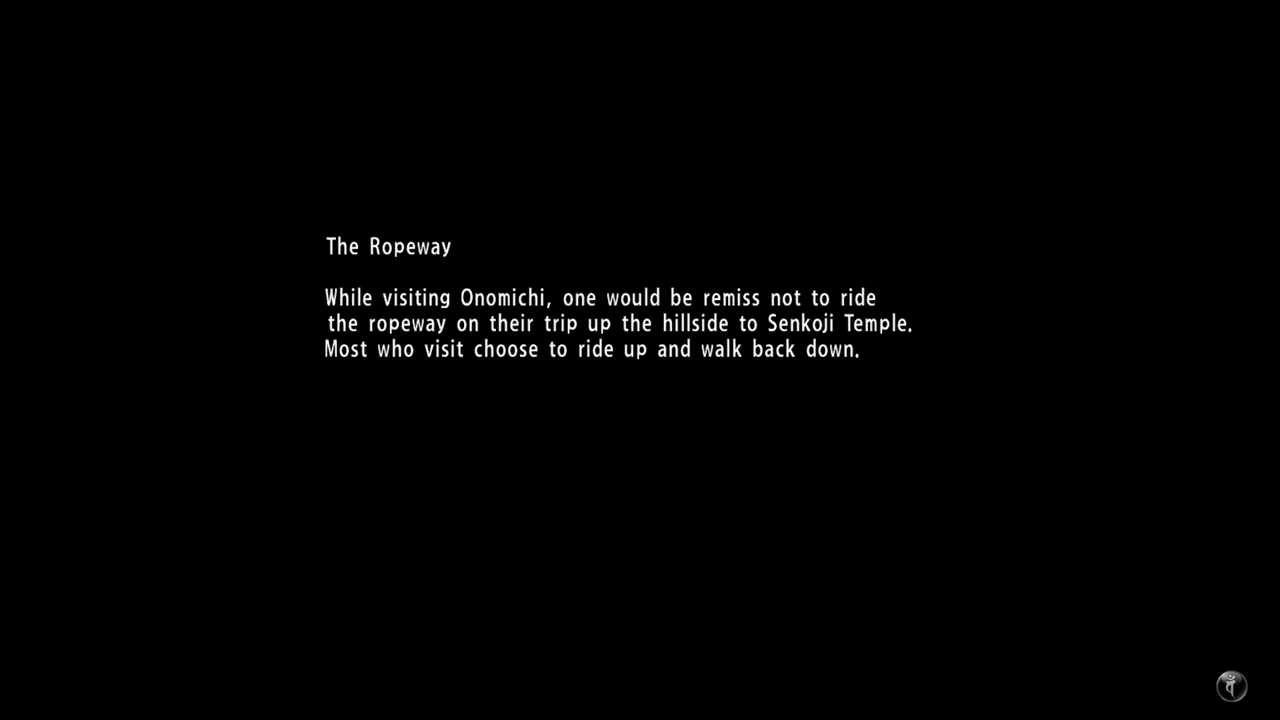 The Ropeway
While visiting Onomichi, one would be remiss not to ride
the ropeway on their trip up the hillside to Senkoji Temple.
Most who visit choose to ride up and walk back down.